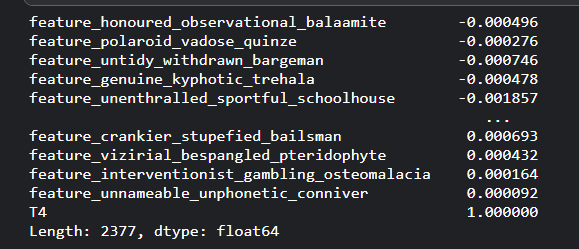 feature_honoured_observational_balaamite -0.000496
feature_polaroid_vadose_quinze -0.000276
feature_untidy_withdrawn_bargeman -0.000746
feature_genuine_kyphotic_trehala -0.000478
feature_unenthralled_sportful_schoolhouse -0.001857
...
feature_crankier_stupefied_bailsman 0.000693
feature_vizirial_bespangled_pteridophyte 0.000432
feature_interventionist_gambling_osteomalacia 0.000164
feature_unnameable_unphonetic_conniver 0.000092
T4 1.000000
Length: 2377, dtype: float64